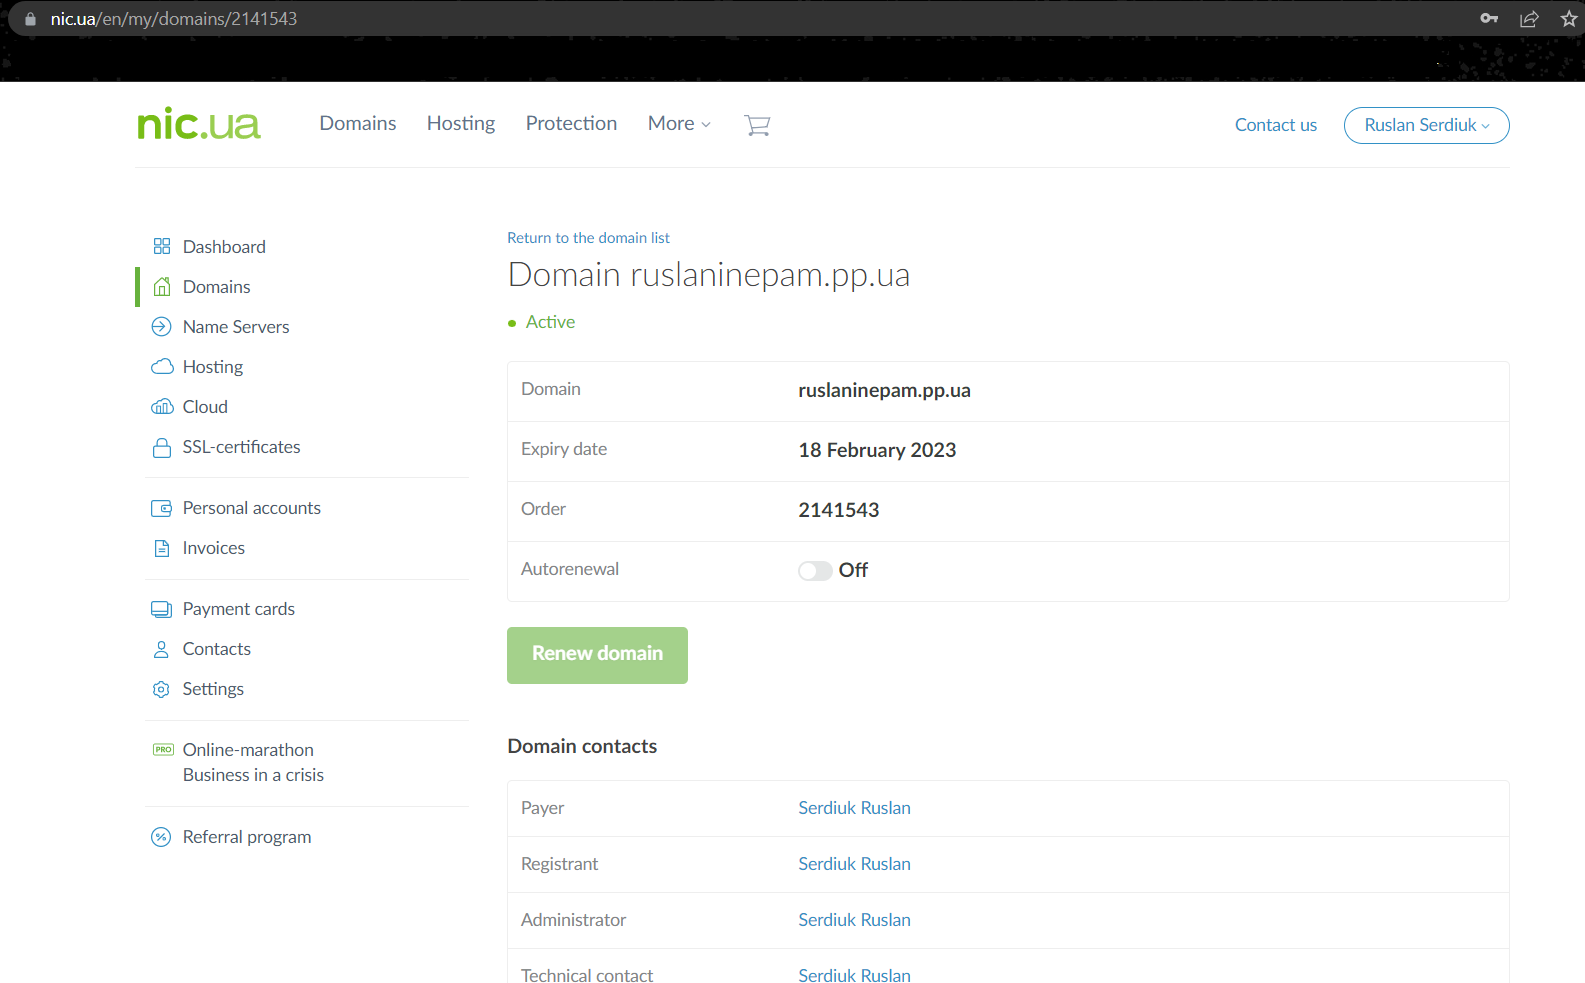 nic.ua/en/my/domains/2141543
nic.ua
Domains
Hosting
Protection
More
Contact us
Ruslan Serdiuk
Dashboard
Domains
Name Servers
Hosting
Cloud
SSL-certificates
Personal accounts
Invoices
Payment cards
Contacts
Settings
PRO
Online-marathon
Business in a crisis
Referral program
Return to the domain list
Domain ruslaninepam.pp.ua
Active
Domain ruslaninepam.pp.ua
Expiry date 18 February 2023
Order 2141543
Autorenewal Off
Renew domain
Domain contacts
Payer Serdiuk Ruslan
Registrant Serdiuk Ruslan
Administrator Serdiuk Ruslan
Technical contact Serdiuk Ruslan